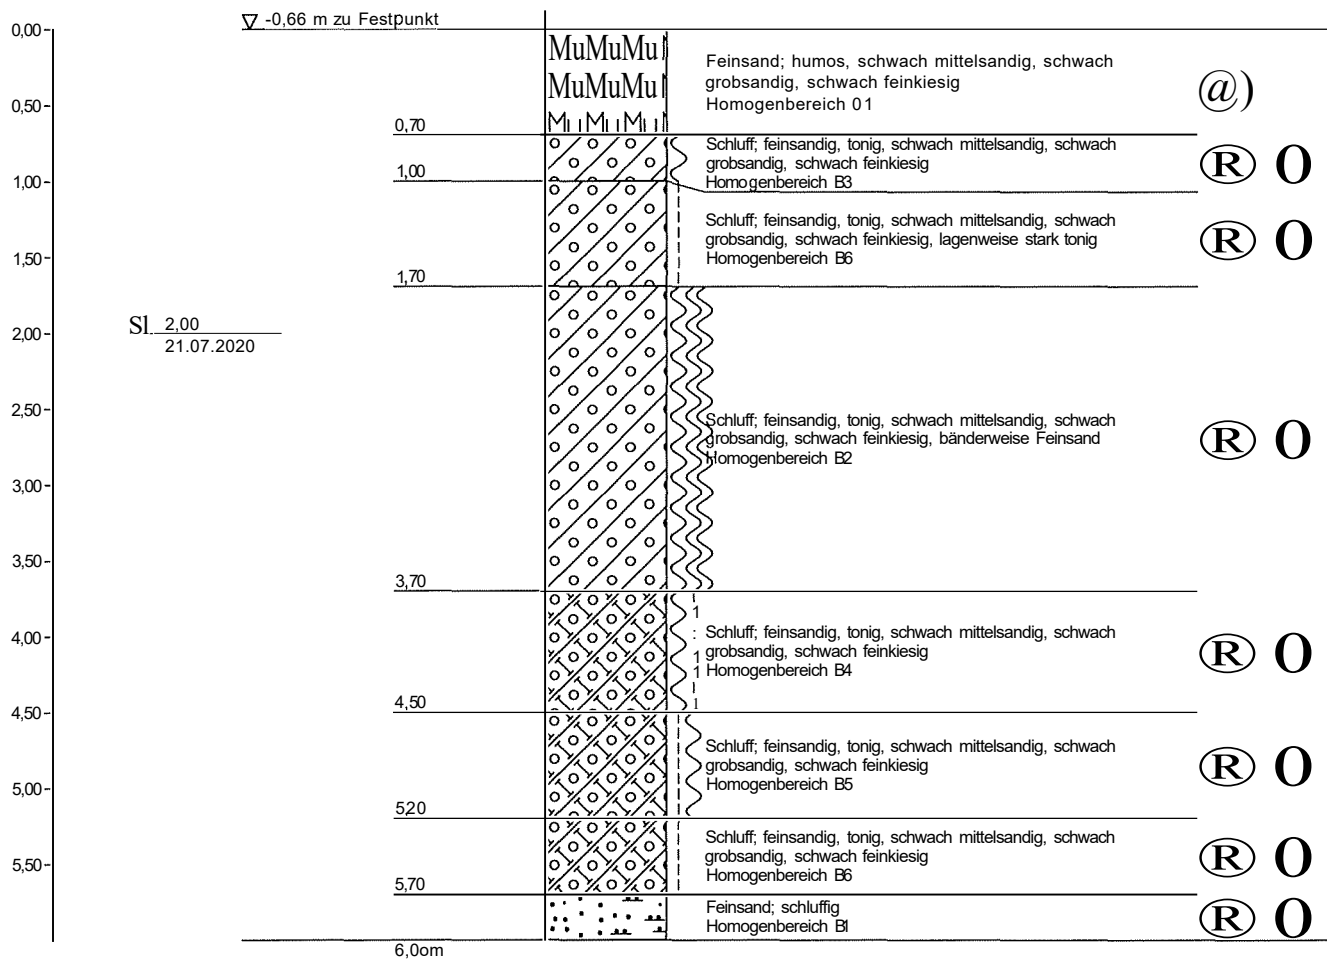 -0,66 m zu Festpunkt
0,00
MuMuMu
Feinsand; humos, schwach mittelsandig, schwach
MuMuMu
grobsandig, schwach feinkiesig
@)
0,50
Homogenbereich 01
0,70
Schluff; feinsandig, tonig, schwach mittelsandig, schwach
grobsandig, schwach feinkiesig
R O
1,00
Homogenbereich B3
1,00
Schluff; feinsandig, tonig, schwach mittelsandig, schwach
grobsandig, schwach feinkiesig, lagenweise stark tonig
R O
1,50
Homogenbereich B6
1,70
Sl 2,00
2,00
21.07.2020
2,50
Schluff; feinsandig, tonig, schwach mittelsandig, schwach
grobsandig, schwach feinkiesig, bänderweise Feinsand
R O
Homogenbereich B2
3,00
3,50
3,70
4,00
Schluff; feinsandig, tonig, schwach mittelsandig, schwach
grobsandig, schwach feinkiesig
R O
Homogenbereich B4
4,50
4,50
Schluff; feinsandig, tonig, schwach mittelsandig, schwach
grobsandig, schwach feinkiesig
R O
5,00
Homogenbereich B5
520
Schluff; feinsandig, tonig, schwach mittelsandig, schwach
grobsandig, schwach feinkiesig
R O
5,50
Homogenbereich B6
5,70
Feinsand; schluffig
Homogenbereich B1
R O
6,0om